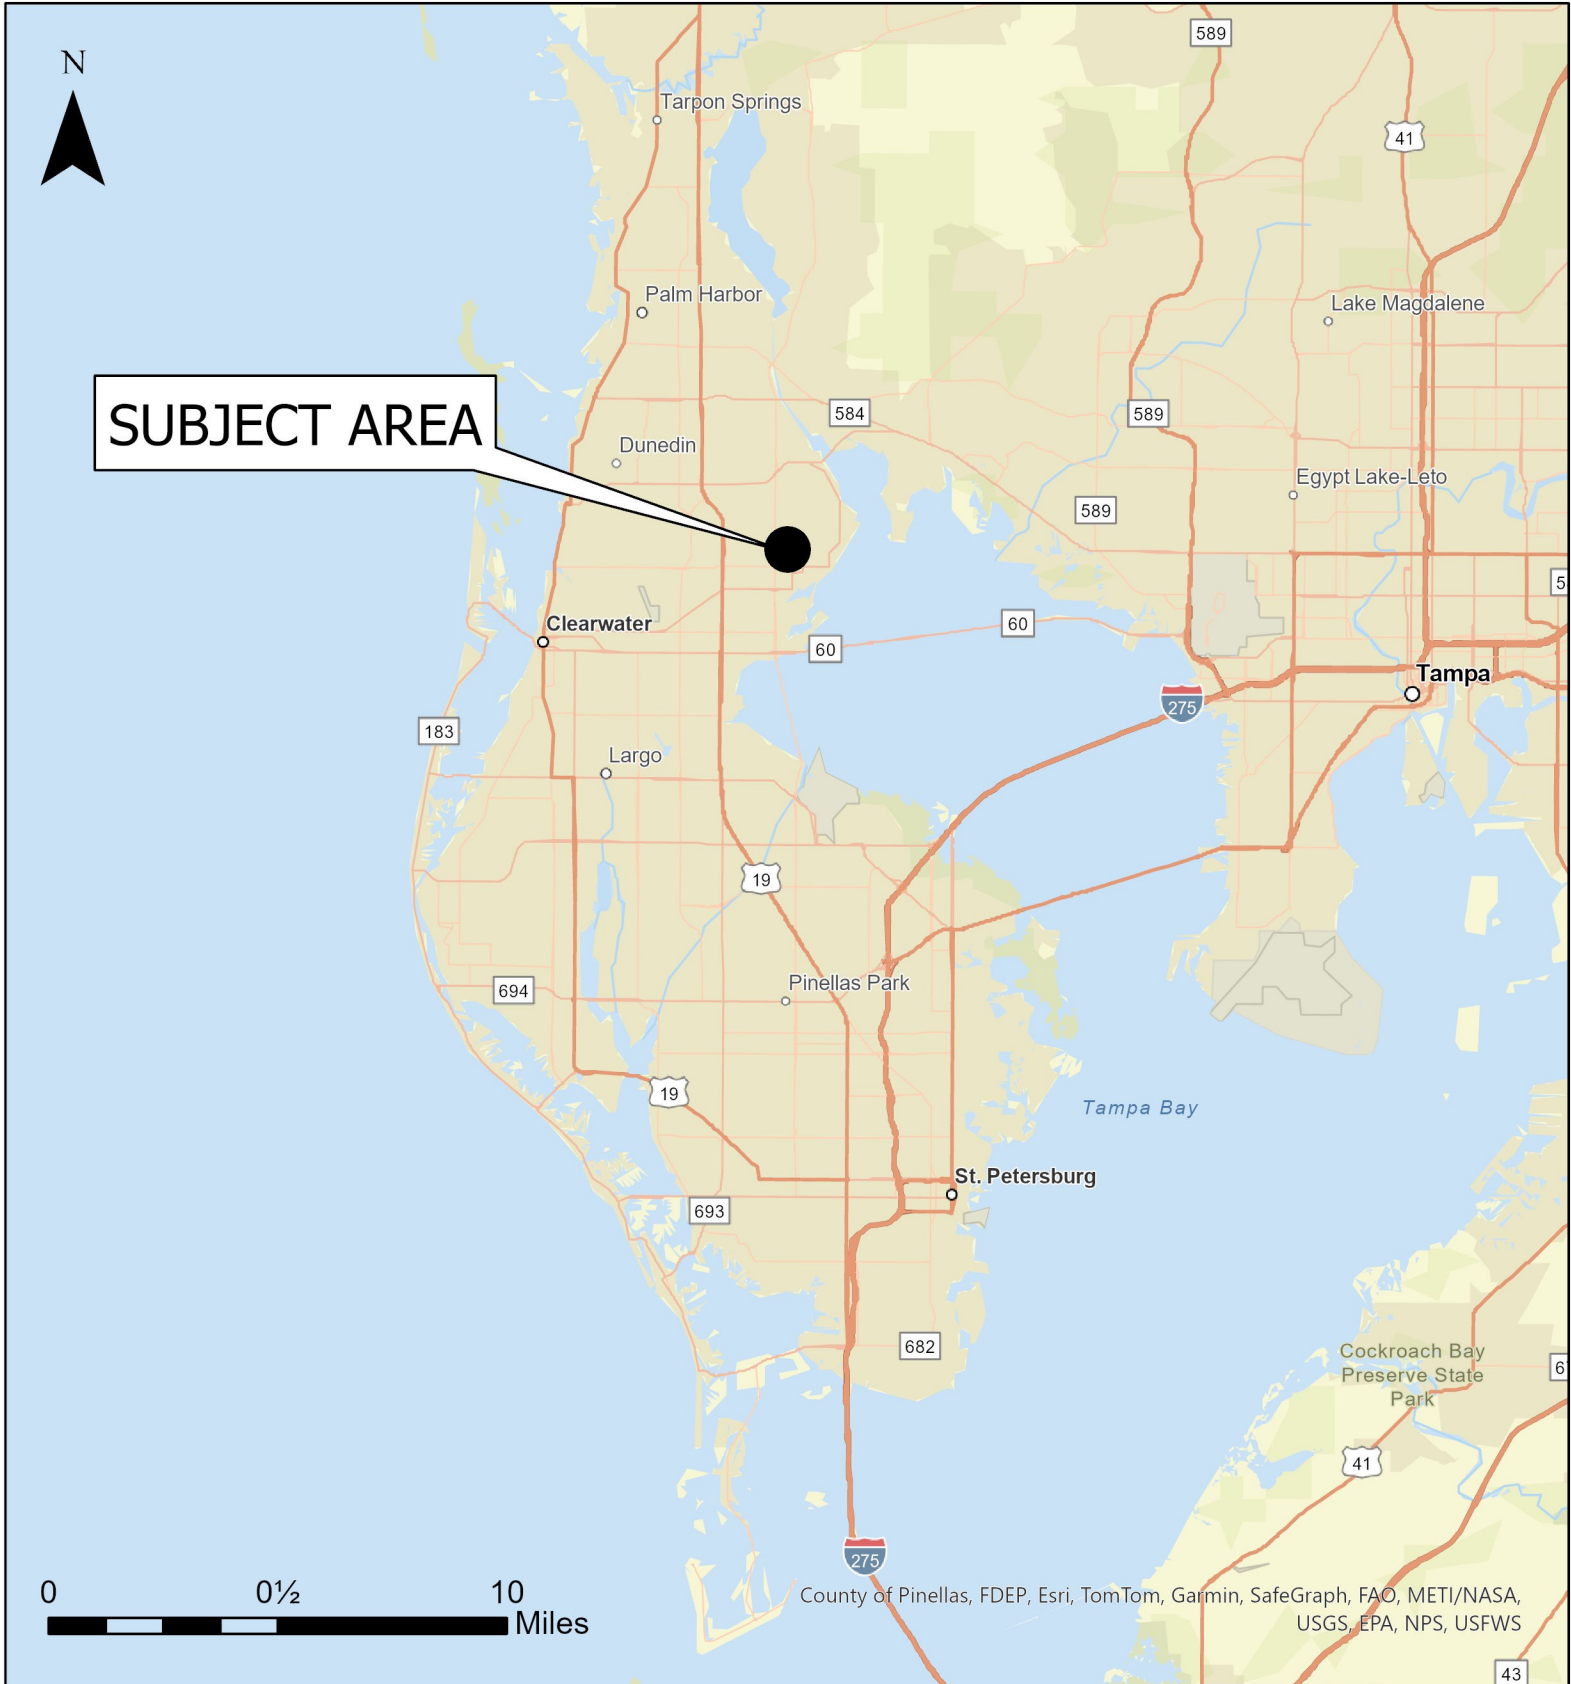 589
N
Tarpon Springs
41
Palm Harbor
Lake Magdalene
SUBJECT AREA
584
589
Dunedin
Egypt Lake-Leto
589
5
Clearwater
60
60
Tampa
275
183
Largo
19
Pinellas Park
694
19
Tampa Bay
St. Petersburg
693
682
Cockroach Bay
Preserve State
Park
6
41
275
0 0½ 10
Miles
County of Pinellas, FDEP, Esri, TomTom, Garmin, SafeGraph, FAO, METI/NASA,
USGS, EPA, NPS, USFWS
43